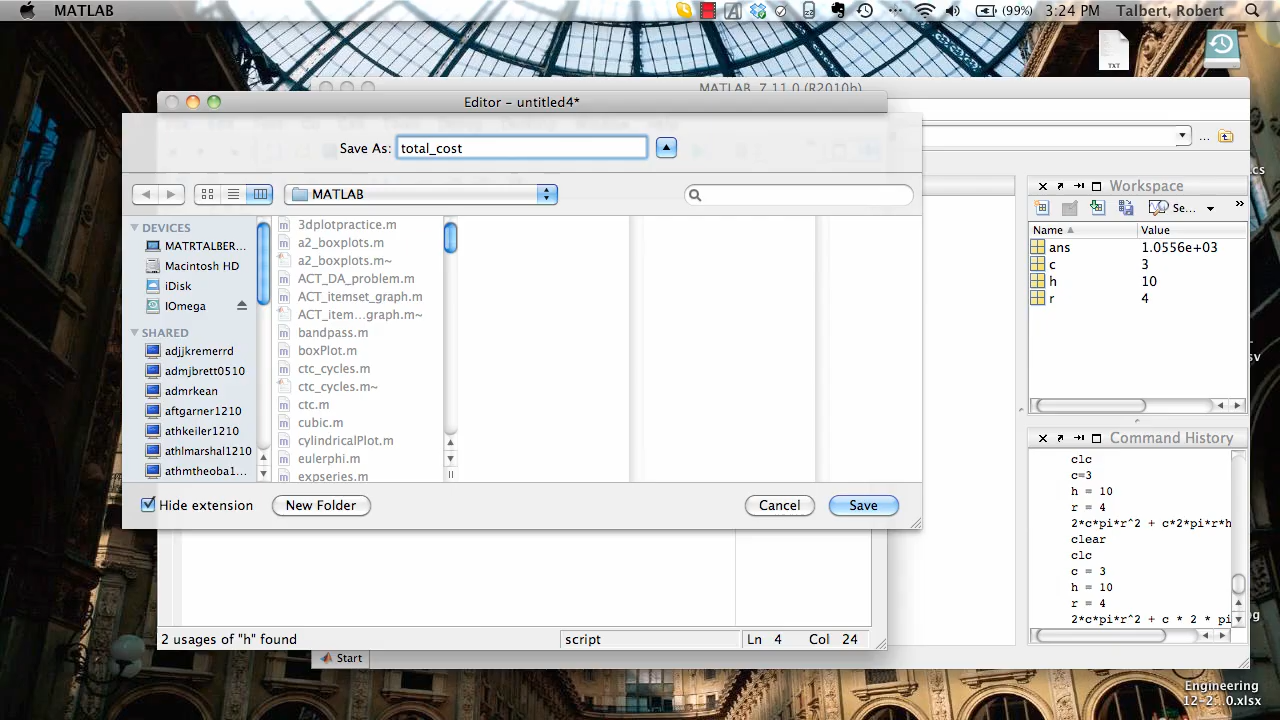 MATLAB
(99%)
3:24 PM
Talbert, Robert
TXT
MATLAB 7.11.0 (R2010b)
Editor – untitled4*
Save As:
total_cost
...
MATLAB
DEVICES
MATRTALBER...
Macintosh HD
iDisk
IOmega
SHARED
adjjkremerrd
admjbrett0510
admrkean
aftgarner1210
athkeiler1210
athlmarshal1210
athmtheoba1...
3dplotpractice.m
a2_boxplots.m
a2_boxplots.m~
ACT_DA_problem.m
ACT_itemset_graph.m
ACT_item...graph.m~
bandpass.m
boxPlot.m
ctc_cycles.m
ctc_cycles.m~
ctc.m
cubic.m
cylindricalPlot.m
eulerphi.m
expseries.m
Hide extension
New Folder
Cancel
Save
Workspace
Se...
Name
Value
ans
1.0556e+03
c
3
h
10
r
4
Command History
clc
c=3
h = 10
r = 4
2*c*pi*r^2 + c*2*pi*r*h
clear
clc
c = 3
h = 10
r = 4
2*c*pi*r^2 + c * 2 * pi
2 usages of "h" found
script
Ln 4
Col 24
Start
Engineering
12-2...0.xlsx